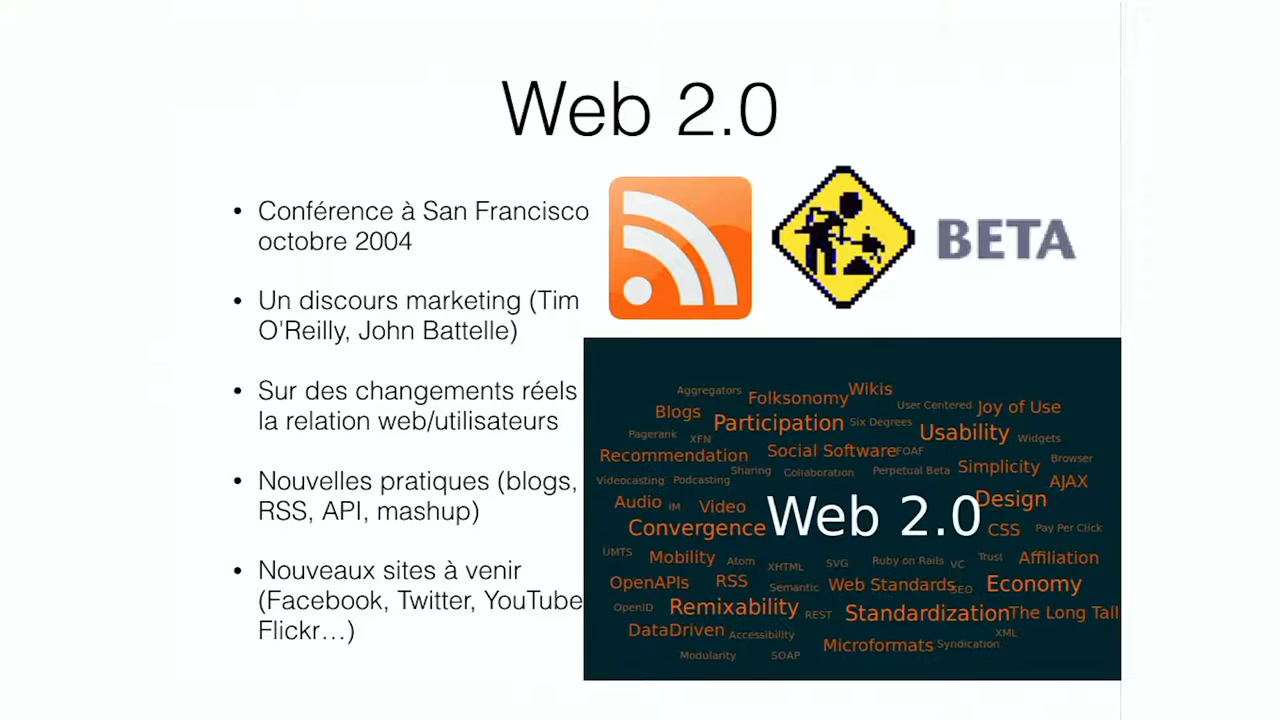 Web 2.0
• Conférence à San Francisco
octobre 2004
• Un discours marketing (Tim
O'Reilly, John Battelle)
• Sur des changements réels
la relation web/utilisateurs
• Nouvelles pratiques (blogs,
RSS, API, mashup)
• Nouveaux sites à venir
(Facebook, Twitter, YouTube
Flickr…)
BETA
Aggregators Folksonomy Wikis
Blogs Participation Six Degrees User Centered Joy of Use
Pagerank XFN Usability Widgets
Recommendation Social Software FOAF Browser
Videocasting Podcasting Sharing Collaboration Perpetual Beta Simplicity AJAX
Audio IM Video Web 2.0 Design
Convergence CSS Pay Per Click
UMTS Mobility Atom XHTML SVG Ruby on Rails VC Trust Affiliation
OpenAPIs RSS Semantic Web Standards SEO Economy
OpenID Remixability REST Standardization The Long Tail
DataDriven Accessibility XML
Modularity SOAP Microformats Syndication